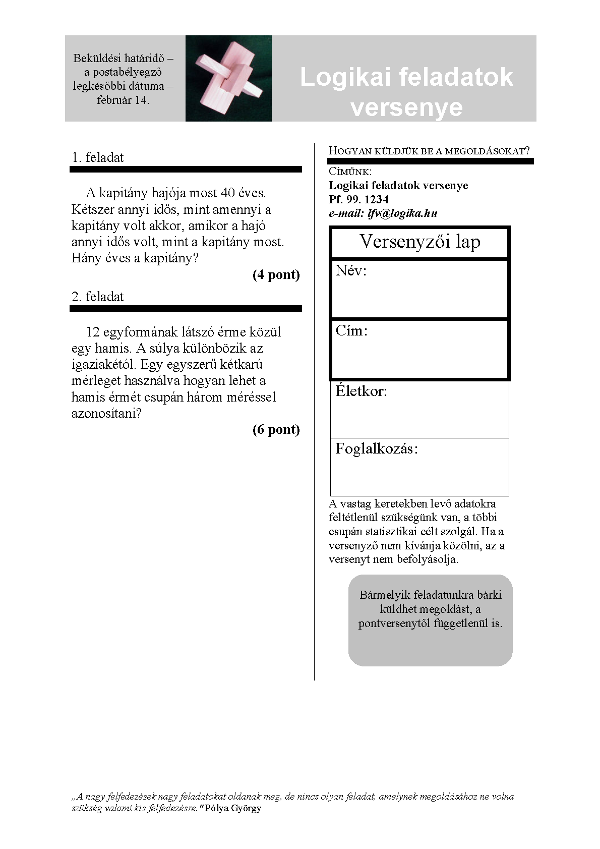 Beküldési határidő –
a postabélyegző
legkésőbbi dátuma –
február 14.
Logikai feladatok
versenye
1. feladat
A kapitány hajója most 40 éves.
Kétszer annyi idős, mint amennyi a
kapitány volt akkor, amikor a hajó
annyi idős volt, mint a kapitány most.
Hány éves a kapitány?
(4 pont)
2. feladat
12 egyformának látszó érme közül
egy hamis. A súlya különbözik az
igaziakétól. Egy egyszerű kétkarú
mérleget használva hogyan lehet a
hamis érmét csupán három méréssel
azonosítani?
(6 pont)
HOGYAN KÜLDJÜK BE A MEGOLDÁSOKAT?
CÍMÜNK:
Logikai feladatok versenye
Pf. 99. 1234
e-mail: lfv@logika.hu
Versenyzői lap
Név:
Cím:
Életkor:
Foglalkozás:
A vastag keretekben levő adatokra
feltétlenül szükségünk van, a többi
csupán statisztikai célt szolgál. Ha a
versenyző nem kívánja közölni, az a
versenyt nem befolyásolja.
Bármelyik feladatunkra bárki
küldhet megoldást, a
pontversenytől függetlenül is.
„A nagy felfedezések nagy feladatokat oldanak meg, de nincs olyan feladat, amelynek megoldásához ne volna
szükség valami kis felfedezésre." Pólya György